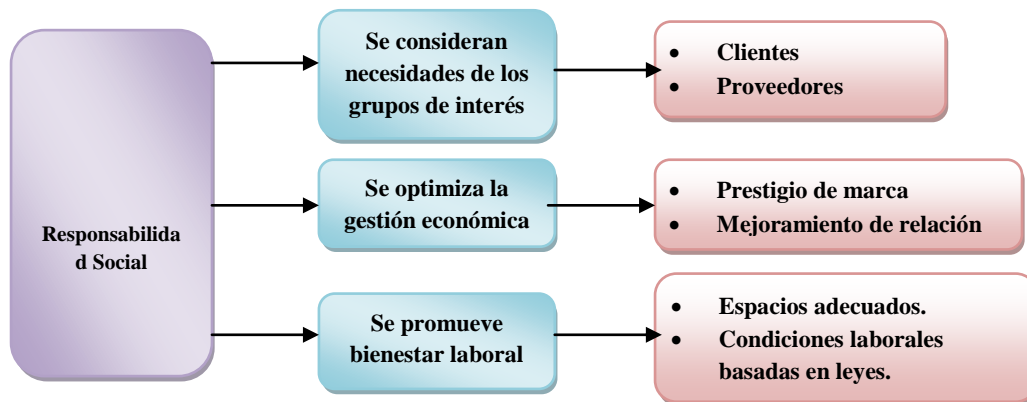 Responsabilida
d Social
Se consideran
necesidades de los
grupos de interés
• Clientes
• Proveedores
Se optimiza la
gestión económica
• Prestigio de marca
• Mejoramiento de relación
Se promueve
bienestar laboral
• Espacios adecuados.
• Condiciones laborales
basadas en leyes.